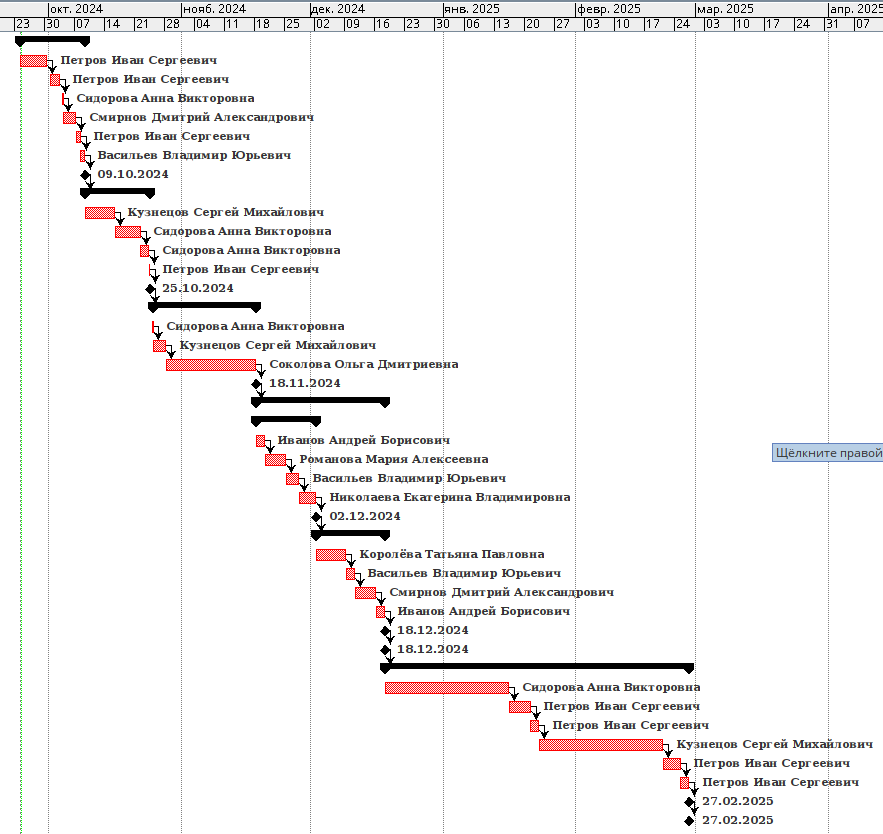 окт. 2024 нояб. 2024 дек. 2024 янв. 2025 февр. 2025 мар. 2025 апр. 2025
23 30 07 14 21 28 04 11 18 25 02 09 16 23 30 06 13 20 27 03 10 17 24 03 10 17 24 31 07
Петров Иван Сергеевич
Петров Иван Сергеевич
Сидорова Анна Викторовна
Смирнов Дмитрий Александрович
Петров Иван Сергеевич
Васильев Владимир Юрьевич
09.10.2024
Кузнецов Сергей Михайлович
Сидорова Анна Викторовна
Сидорова Анна Викторовна
Петров Иван Сергеевич
25.10.2024
Сидорова Анна Викторовна
Кузнецов Сергей Михайлович
Соколова Ольга Дмитриевна
18.11.2024
Иванов Андрей Борисович
Щёлкните правой
Романова Мария Алексеевна
Васильев Владимир Юрьевич
Николаева Екатерина Владимировна
02.12.2024
Королёва Татьяна Павловна
Васильев Владимир Юрьевич
Смирнов Дмитрий Александрович
Иванов Андрей Борисович
18.12.2024
18.12.2024
Сидорова Анна Викторовна
Петров Иван Сергеевич
Петров Иван Сергеевич
Кузнецов Сергей Михайлович
Петров Иван Сергеевич
Петров Иван Сергеевич
27.02.2025
27.02.2025